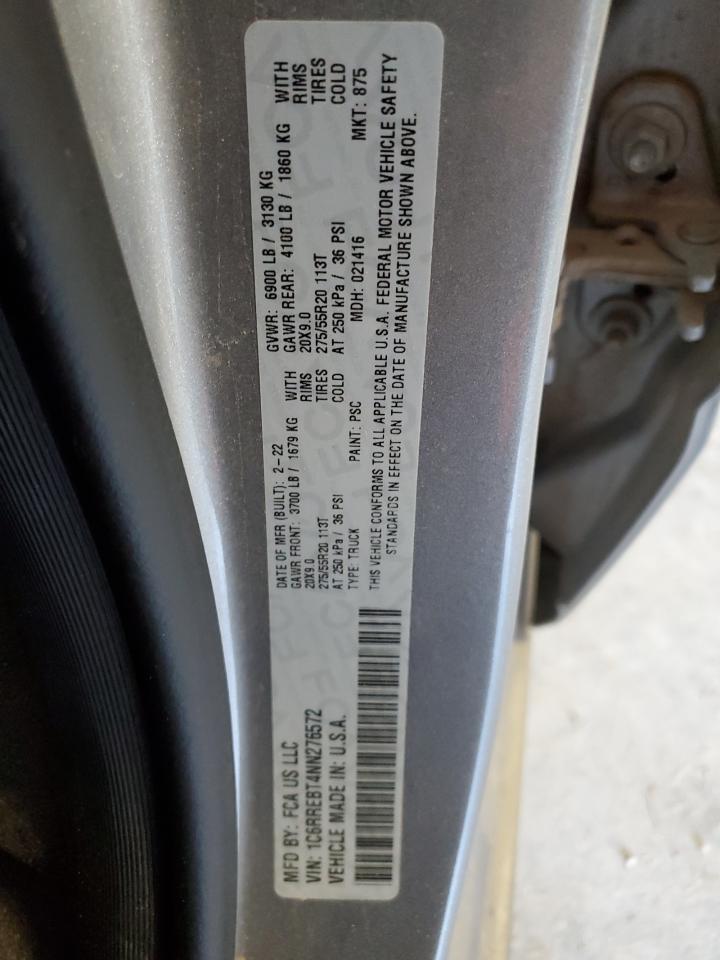 MFD BY: FCA US LLC
VIN: 1C6RREBT4NN276572
VEHICLE MADE IN: U.S.A.
DATE OF MFR (BUILT): 2-22 GVWR: 6900 LB / 3130 KG
GAWR FRONT: 3700 LB / 1679 KG WITH GAWR REAR: 4100 LB / 1860 KG WITH
20X9.0 RIMS 20X9.0 RIMS
275/55R20 113T TIRES 275/55R20 113T TIRES
AT 250 kPa / 36 PSI COLD AT 250 kPa / 36 PSI COLD
TYPE: TRUCK PAINT: PSC MDH: 021416 MKT: 875
THIS VEHICLE CONFORMS TO ALL APPLICABLE U.S.A. FEDERAL MOTOR VEHICLE SAFETY
STANDARDS IN EFFECT ON THE DATE OF MANUFACTURE SHOWN ABOVE.